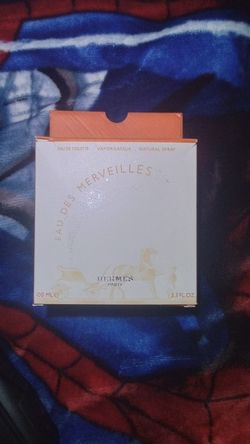 EAU DE TOILETTE VAPORISATEUR NATURAL SPRAY
EAU DES MERVEILLES
HERMÈS
PARIS
100 ML 3.3 FL.OZ.